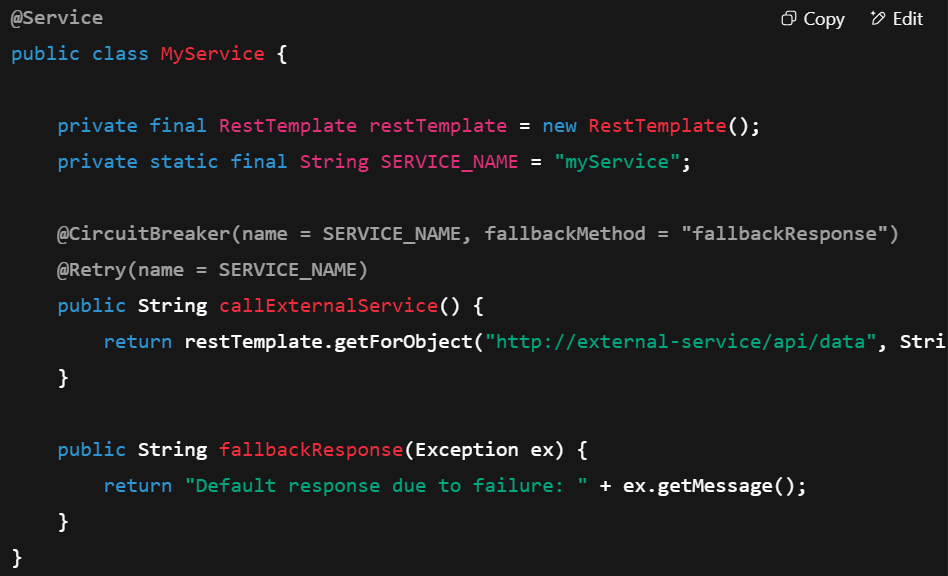 @Service
Copy
Edit
public class MyService {
    private final RestTemplate restTemplate = new RestTemplate();
    private static final String SERVICE_NAME = "myService";
    @CircuitBreaker(name = SERVICE_NAME, fallbackMethod = "fallbackResponse")
    @Retry(name = SERVICE_NAME)
    public String callExternalService() {
        return restTemplate.getForObject("http://external-service/api/data", Stri
    }
    public String fallbackResponse(Exception ex) {
        return "Default response due to failure: " + ex.getMessage();
    }
}